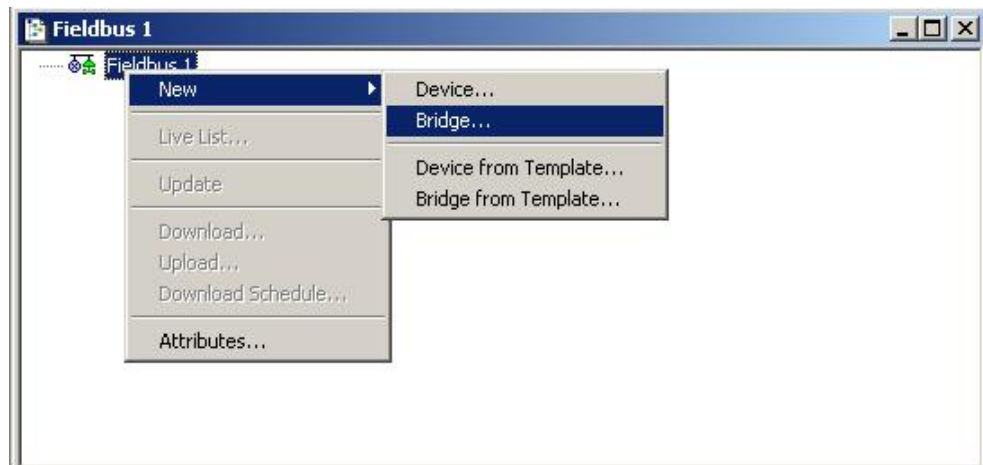 Fieldbus 1
Fieldbus 1
New
Live List...
Update
Download...
Upload...
Download Schedule...
Attributes...
Device...
Bridge...
Device from Template...
Bridge from Template...